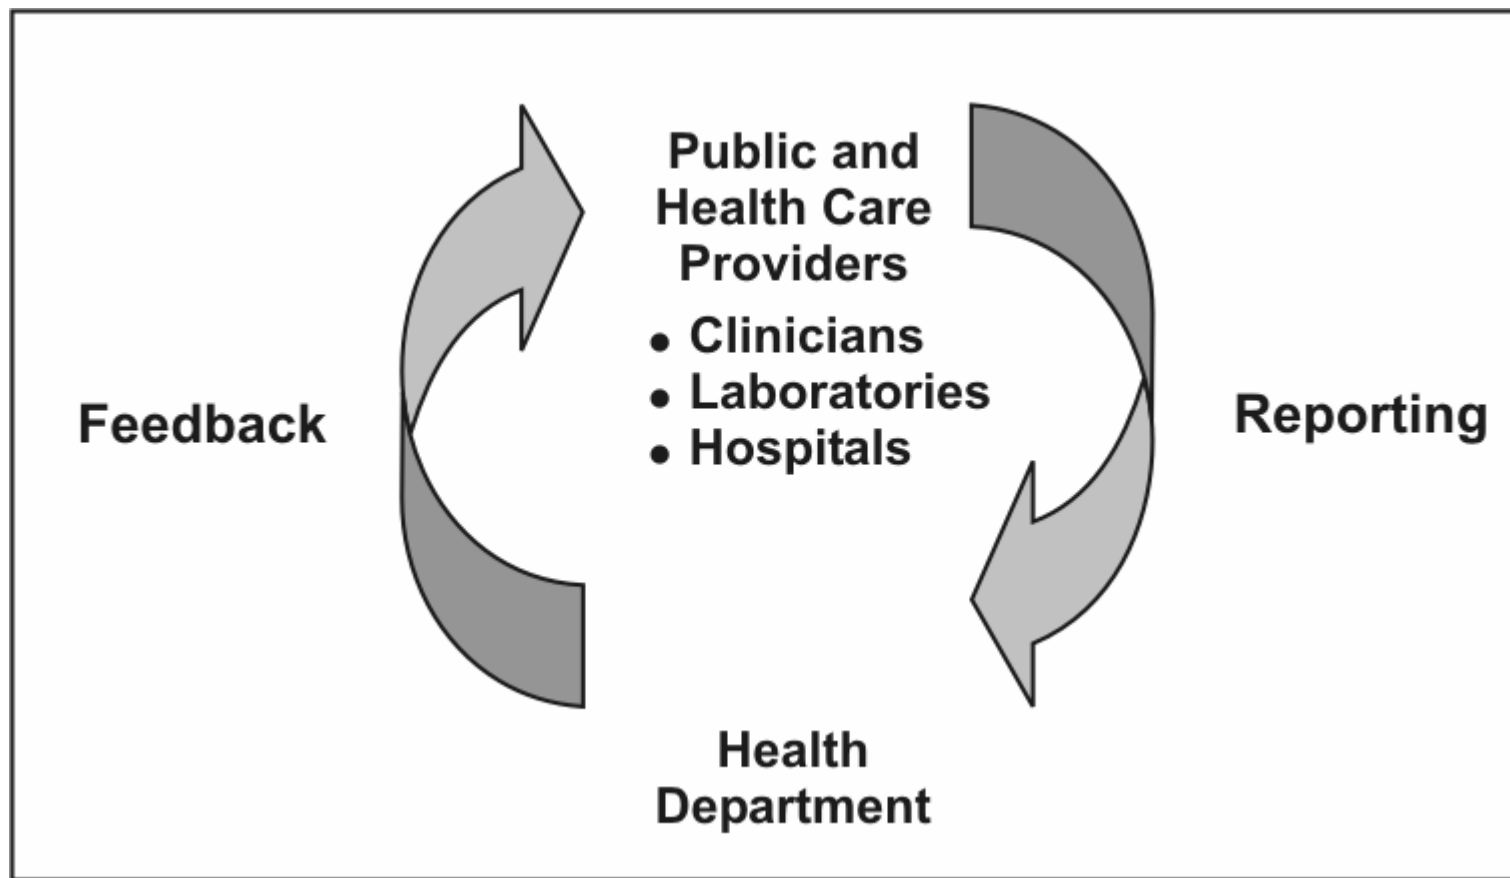 Public and
Health Care
Providers
• Clinicians
• Laboratories
• Hospitals
Feedback
Reporting
Health
Department